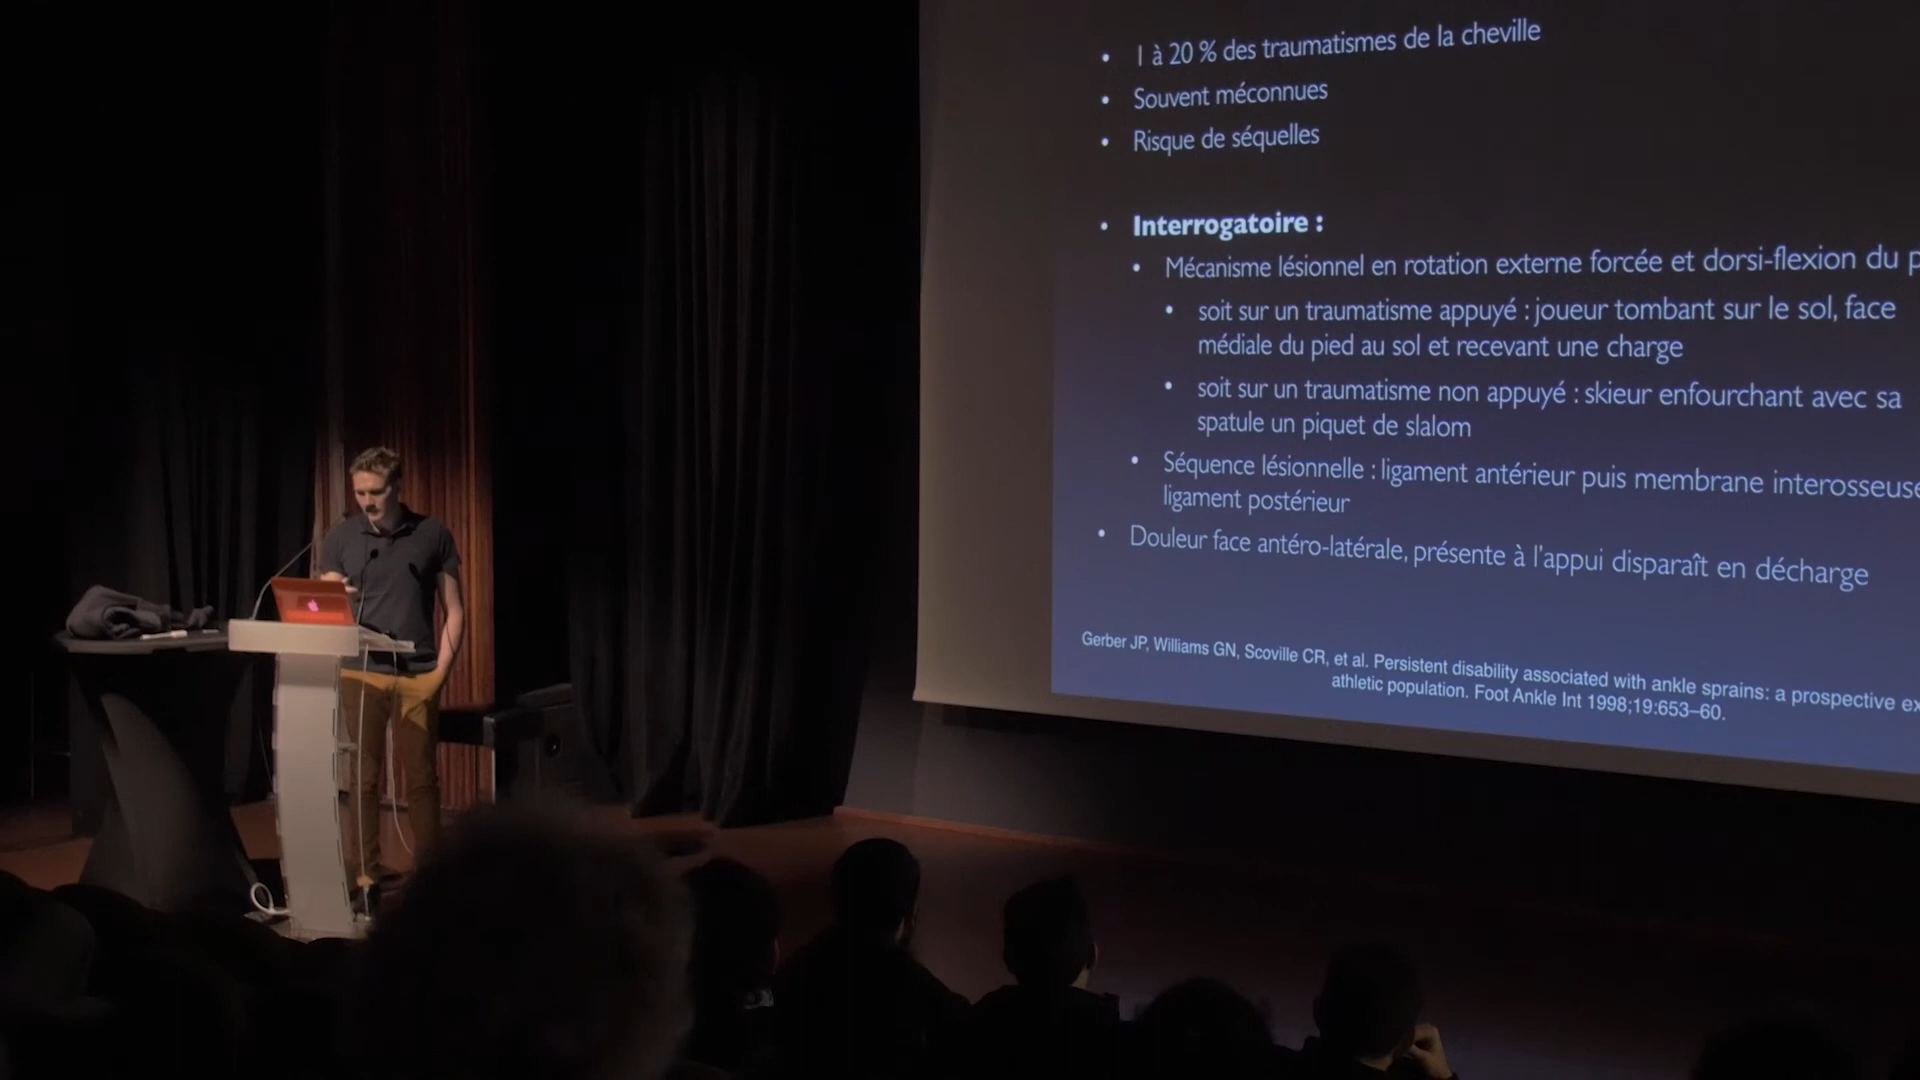 1 à 20 % des traumatismes de la cheville
Souvent méconnues
Risque de séquelles
Interrogatoire :
Mécanisme lésionnel en rotation externe forcée et dorsi-flexion du
soit sur un traumatisme appuyé : joueur tombant sur le sol, face
médiale du pied au sol et recevant une charge
soit sur un traumatisme non appuyé : skieur enfourchant avec sa
spatule un piquet de slalom
Séquence lésionnelle : ligament antérieur puis membrane interosseuse
ligament postérieur
Douleur face antéro-latérale, présente à l'appui disparaît en décharge
Gerber JP, Williams GN, Scoville CR, et al. Persistent disability associated with ankle sprains: a prospective
athletic population. Foot Ankle Int 1998;19:653–60.